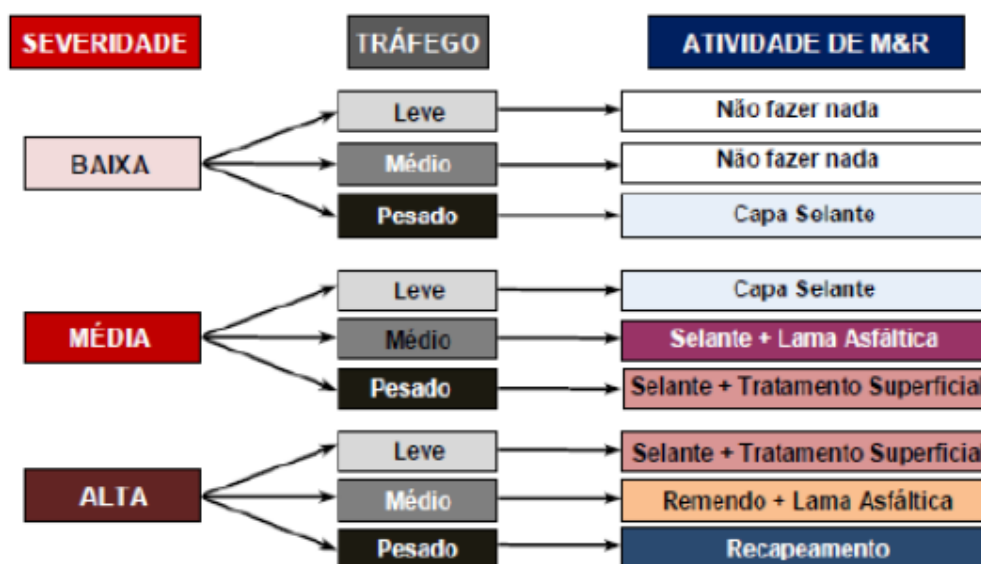 SEVERIDADE
TRÁFEGO
ATIVIDADE DE M&R
BAIXA
Leve
Não fazer nada
Médio
Não fazer nada
Pesado
Capa Selante
MÉDIA
Leve
Capa Selante
Médio
Selante + Lama Asfáltica
Pesado
Selante + Tratamento Superficial
ALTA
Leve
Selante + Tratamento Superficial
Médio
Remendo + Lama Asfáltica
Pesado
Recapeamento